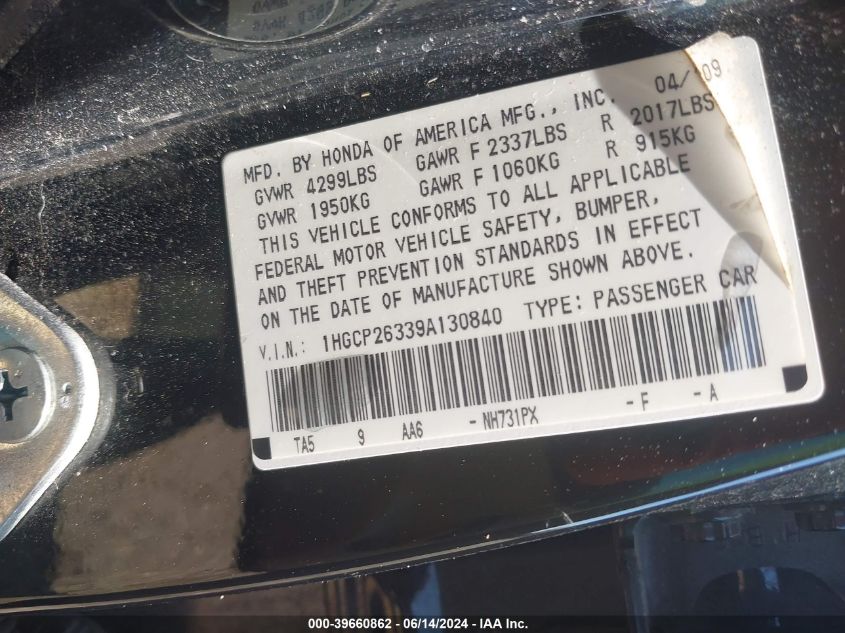 MFD. BY HONDA OF AMERICA MFG., INC. 04/'09
GVWR 4299LBS GAWR F 2337LBS R 2017LBS
GVWR 1950KG GAWR F 1060KG R 915KG
THIS VEHICLE CONFORMS TO ALL APPLICABLE
FEDERAL MOTOR VEHICLE SAFETY, BUMPER,
AND THEFT PREVENTION STANDARDS IN EFFECT
ON THE DATE OF MANUFACTURE SHOWN ABOVE.
V.I.N.: 1HGCP26339A130840 TYPE: PASSENGER CAR
TA5 9 AA6 - NH731PX - F - A
000-39660862 - 06/14/2024 - IAA Inc.